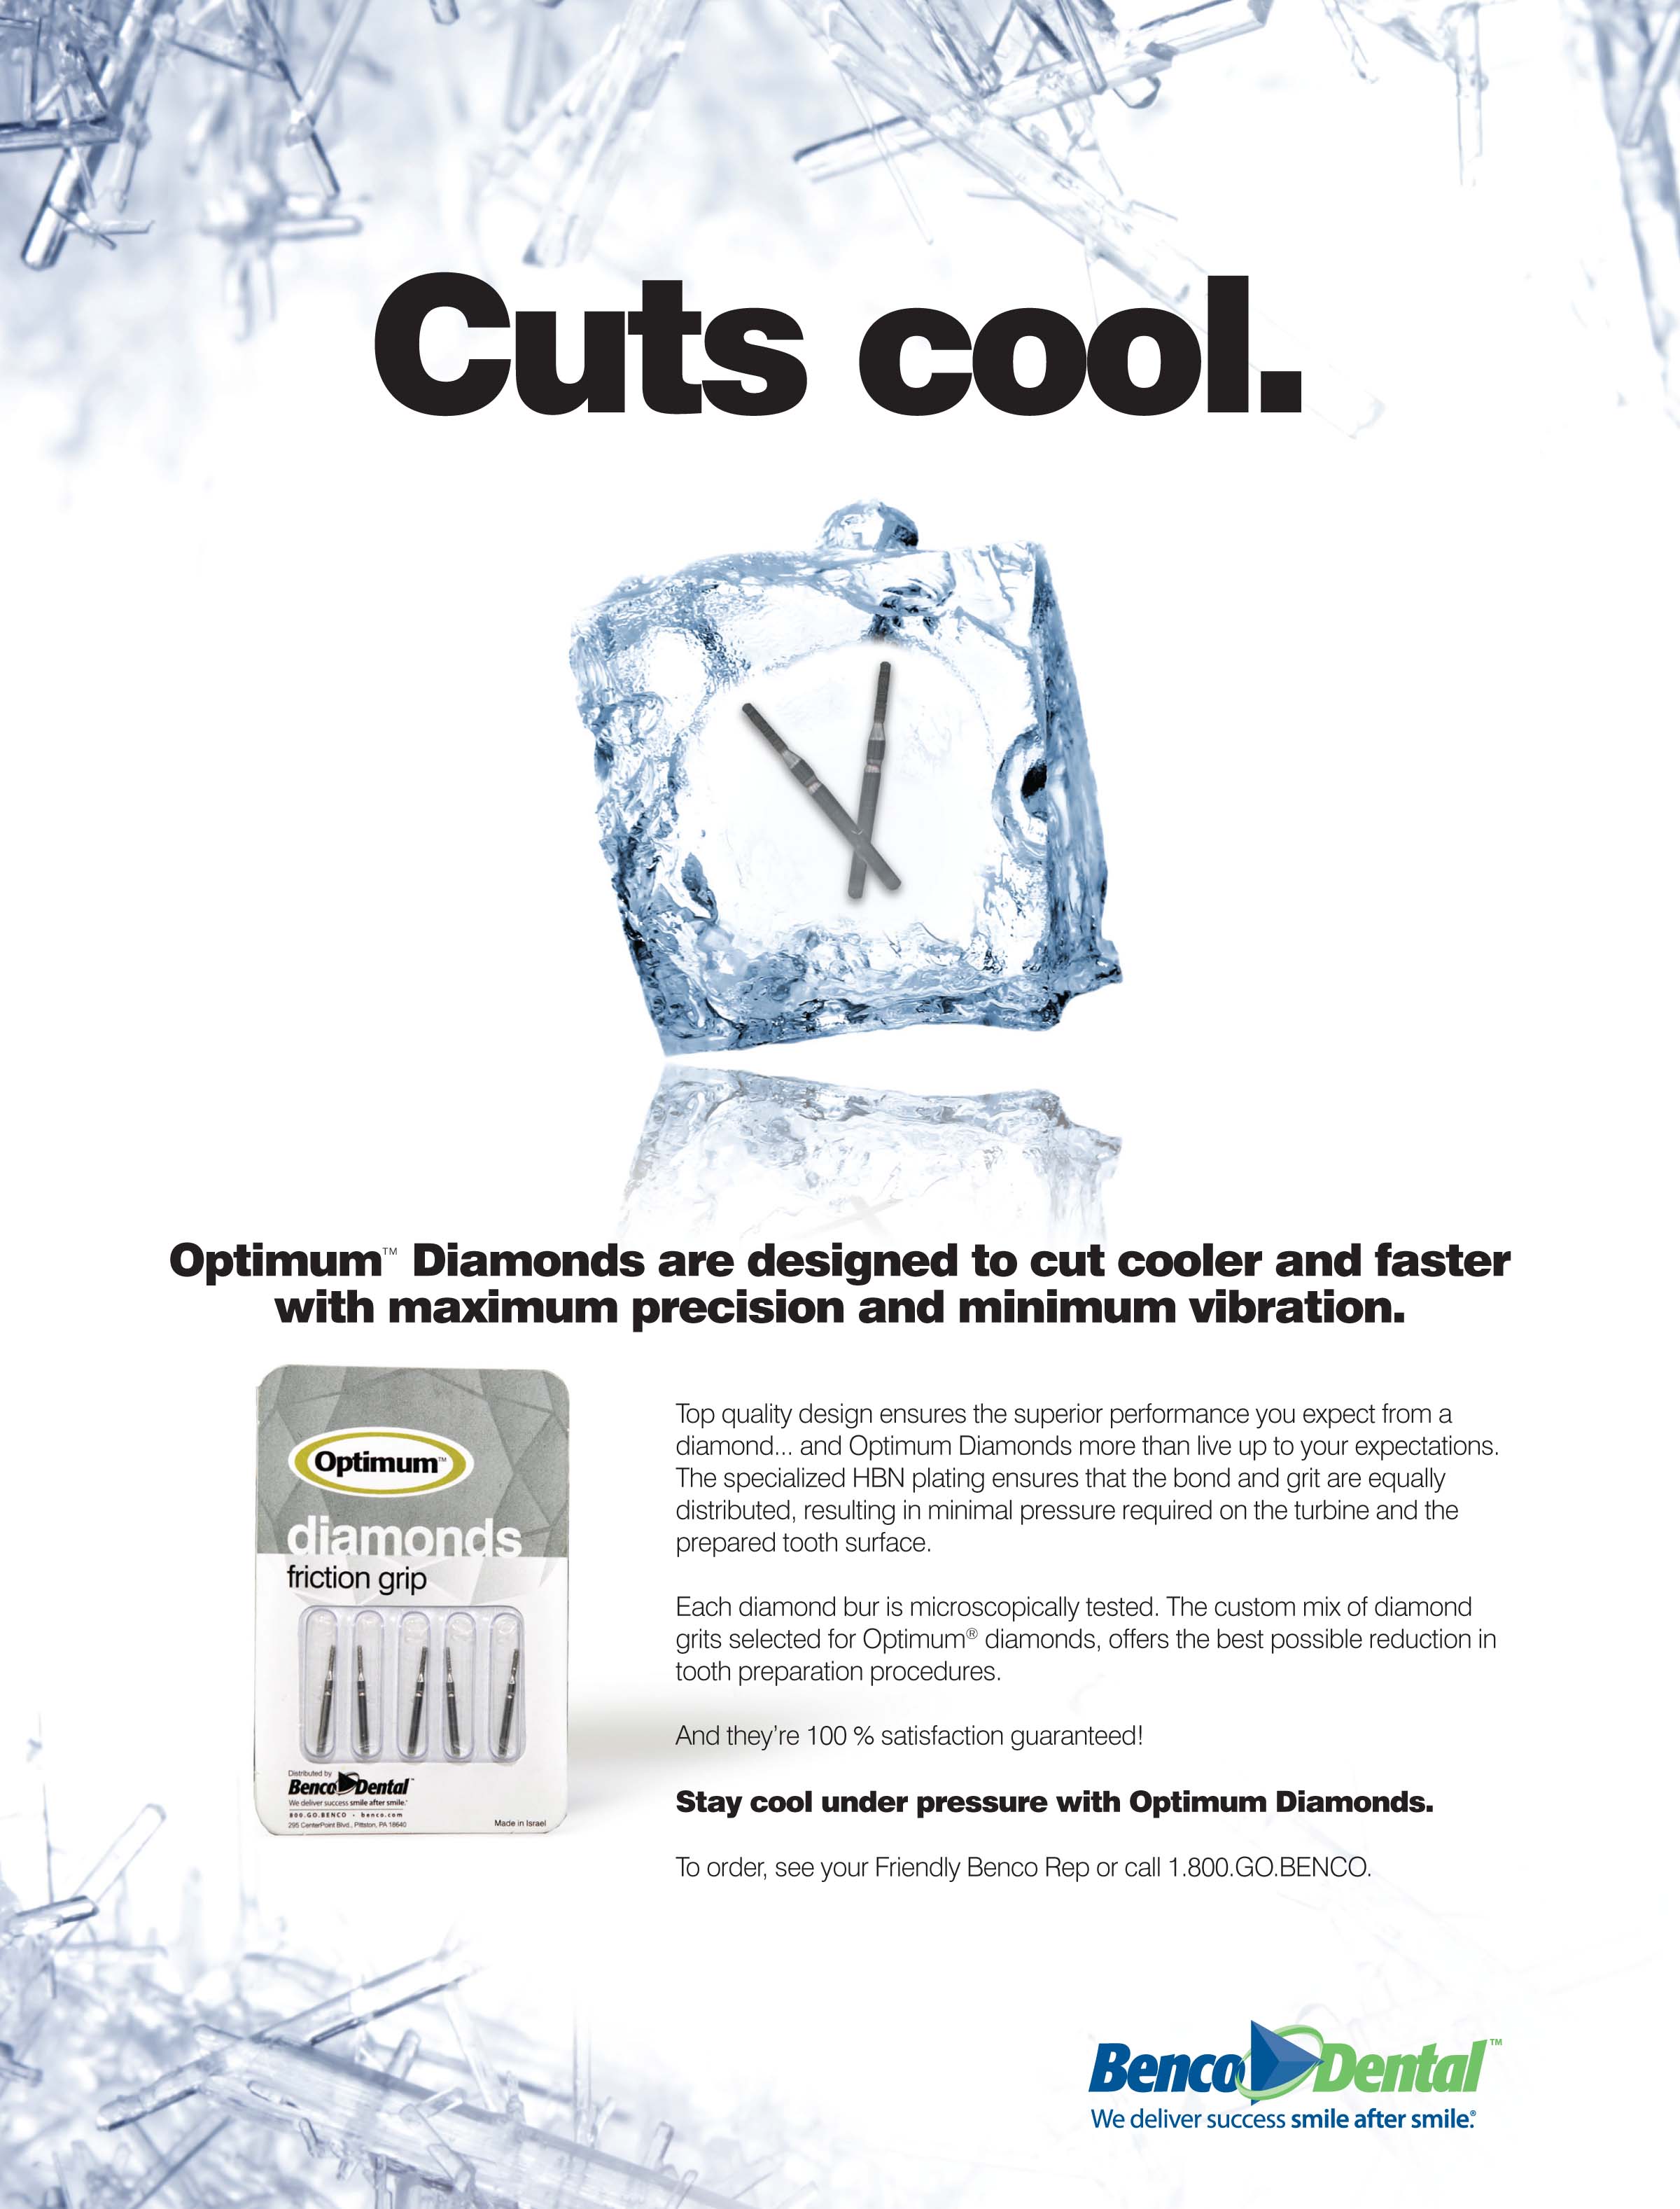 Cuts cool.
Optimum™ Diamonds are designed to cut cooler and faster
with maximum precision and minimum vibration.
Optimum™
diamonds
friction grip
Distributed by
Benco Dental™
We deliver success smile after smile.®
800.GO.BENCO • benco.com
295 CenterPoint Blvd., Pittston, PA 18640
Made in Israel
Top quality design ensures the superior performance you expect from a
diamond... and Optimum Diamonds more than live up to your expectations.
The specialized HBN plating ensures that the bond and grit are equally
distributed, resulting in minimal pressure required on the turbine and the
prepared tooth surface.
Each diamond bur is microscopically tested. The custom mix of diamond
grits selected for Optimum® diamonds, offers the best possible reduction in
tooth preparation procedures.
And they’re 100 % satisfaction guaranteed!
Stay cool under pressure with Optimum Diamonds.
To order, see your Friendly Benco Rep or call 1.800.GO.BENCO.
Benco Dental™
We deliver success smile after smile.®